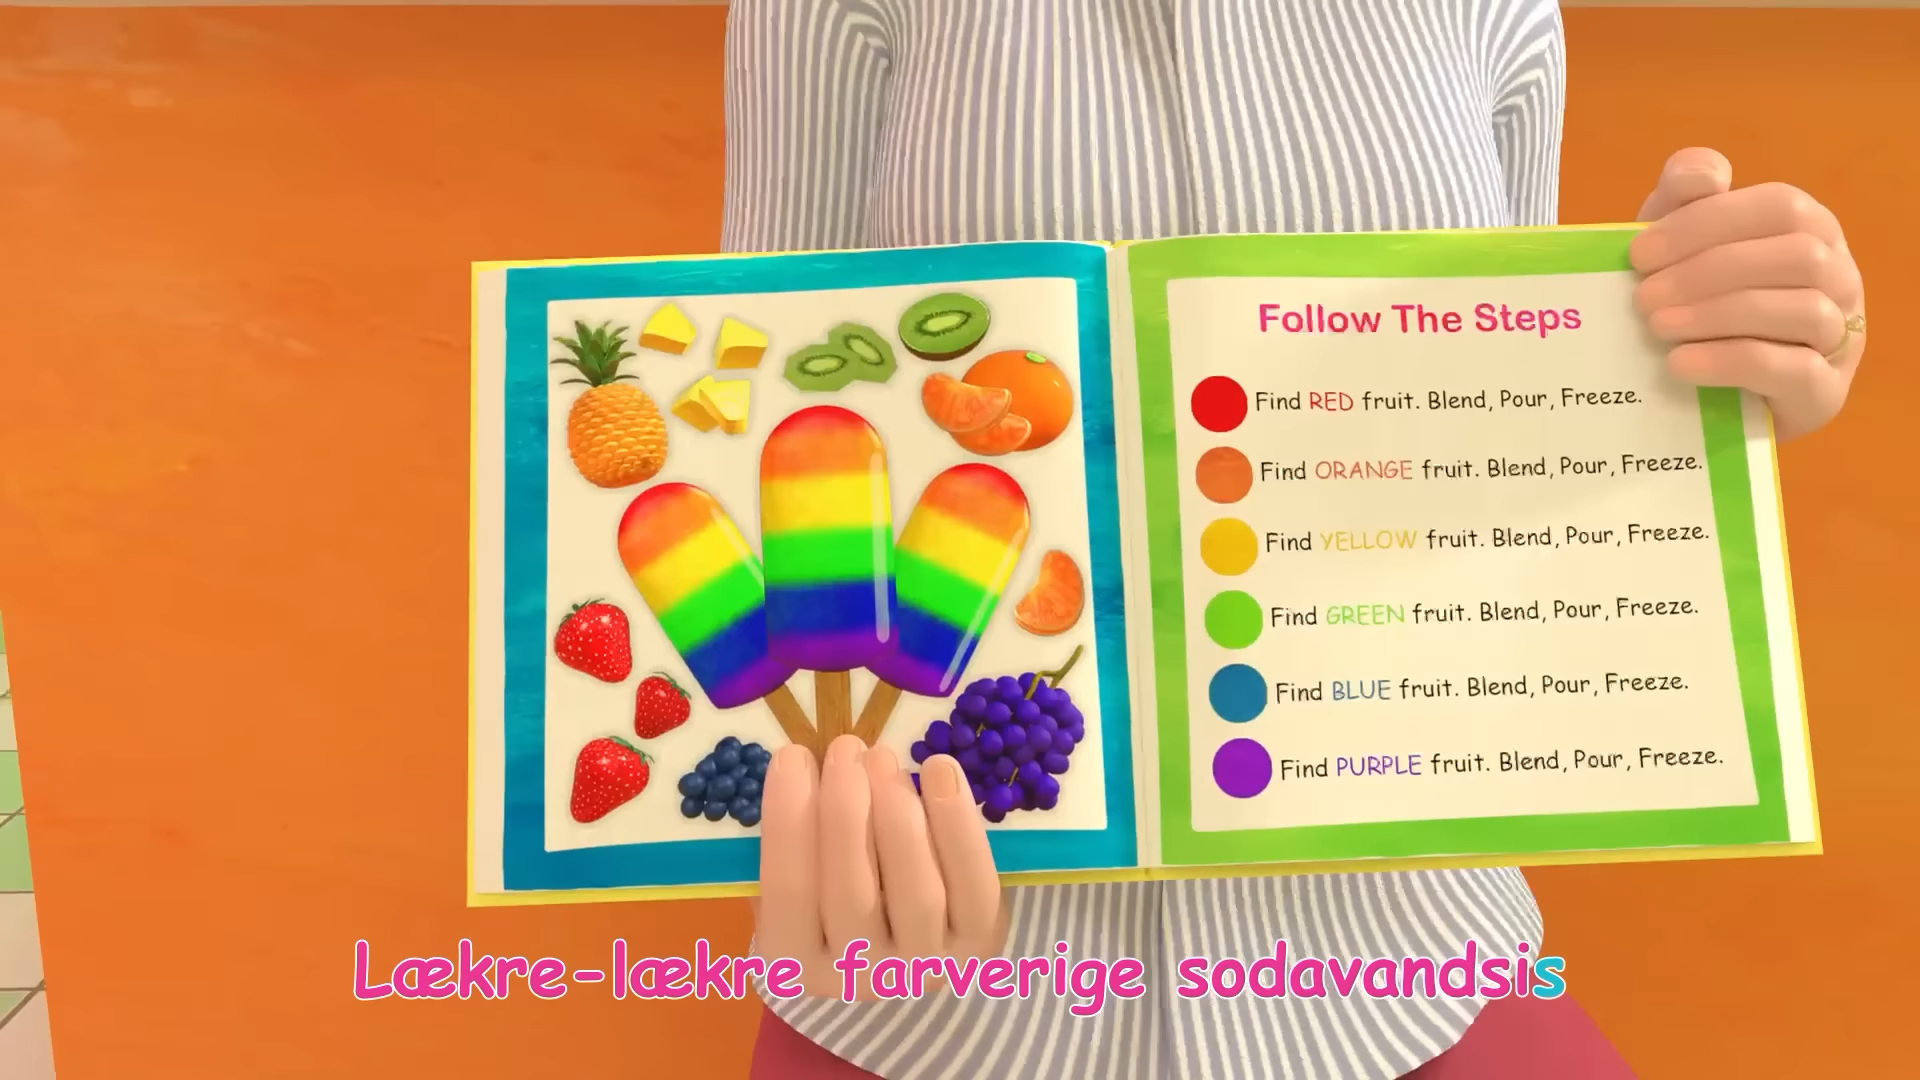 Follow The Steps
Find RED fruit. Blend, Pour, Freeze.
Find ORANGE fruit. Blend, Pour, Freeze.
Find YELLOW fruit. Blend, Pour, Freeze.
Find GREEN fruit. Blend, Pour, Freeze.
Find BLUE fruit. Blend, Pour, Freeze.
Find PURPLE fruit. Blend, Pour, Freeze.
Lækre-lækre farverige sodavandsis